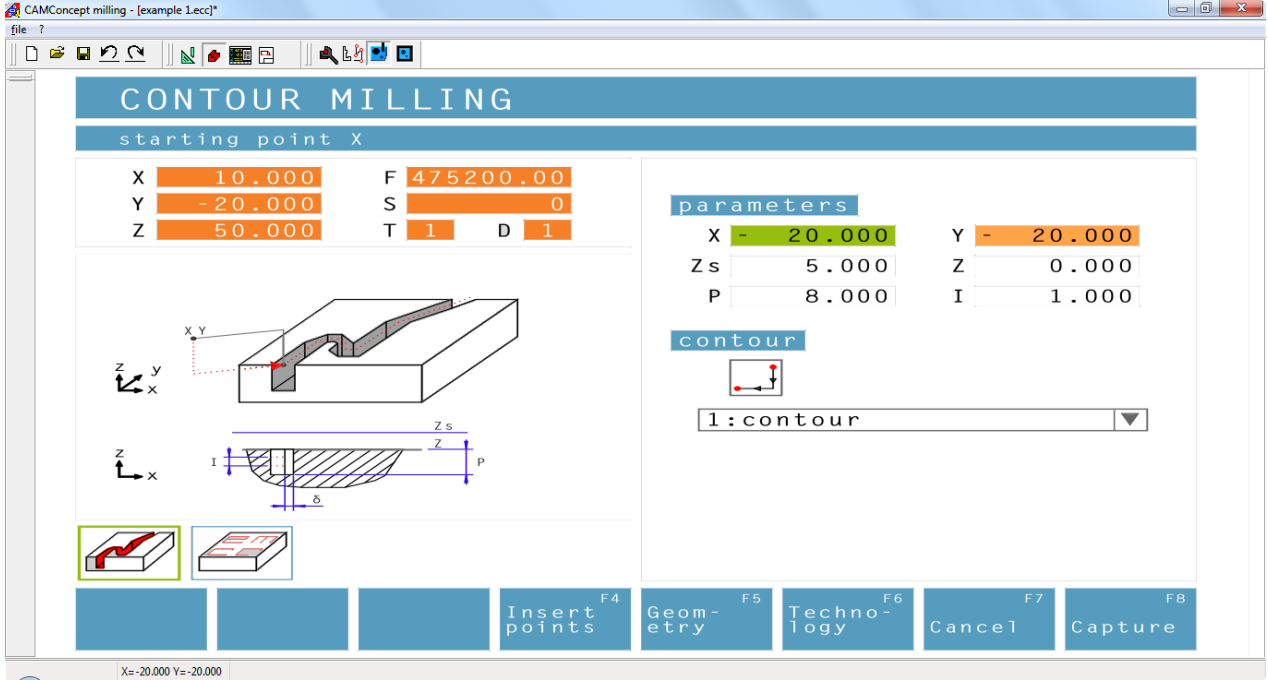 CAMConcept milling - [example 1.ecc]*
file ?
CONTOUR MILLING
starting point X
X 10.000 F 475200.00
Y -20.000 S 0
Z 50.000 T 1 D 1
parameters
X - 20.000 Y - 20.000
Zs 5.000 Z 0.000
P 8.000 I 1.000
contour
1:contour
X Y
z
y
x
Zs
Z
z
I
P
x
δ
F4 F5 F6 F7 F8
Insert Geom- Techno-
points etry logy Cancel Capture
X=-20.000 Y=-20.000